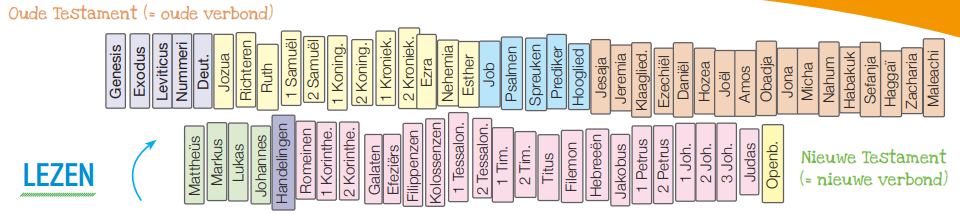 Oude Testament (= oude verbond)
Genesis
Exodus
Leviticus
Nummeri
Deut.
Jozua
Richteren
Ruth
1 Samuël
2 Samuël
1 Koning.
2 Koning.
1 Kroniek.
2 Kroniek.
Ezra
Nehemia
Esther
Job
Psalmen
Spreuken
Prediker
Hooglied
Jesaja
Jeremia
Klaaglied.
Ezechiël
Daniël
Hozea
Joël
Amos
Obadja
Jona
Micha
Nahum
Habakuk
Sefanja
Haggaï
Zacharia
Maleachi
LEZEN
Mattheüs
Markus
Lukas
Johannes
Handelingen
Romeinen
1 Korinthe.
2 Korinthe.
Galaten
Efeziërs
Filippenzen
Kolossenzen
1 Tessalon.
2 Tessalon.
1 Tim.
2 Tim.
Titus
Filemon
Hebreeën
Jakobus
1 Petrus
2 Petrus
1 Joh.
2 Joh.
3 Joh.
Judas
Openb.
Nieuwe Testament
(= nieuwe verbond)